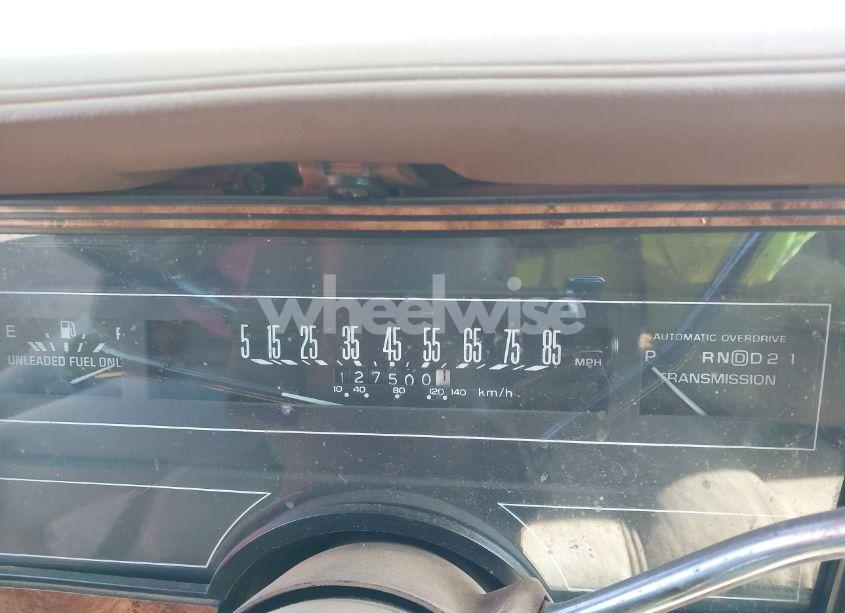 wheelwise
E F
UNLEADED FUEL ONL
5 15 25 35 45 55 65 75 85
MPH
127500
10 40 80 120 140 km/h
AUTOMATIC OVERDRIVE
P R N D 2 1
TRANSMISSION